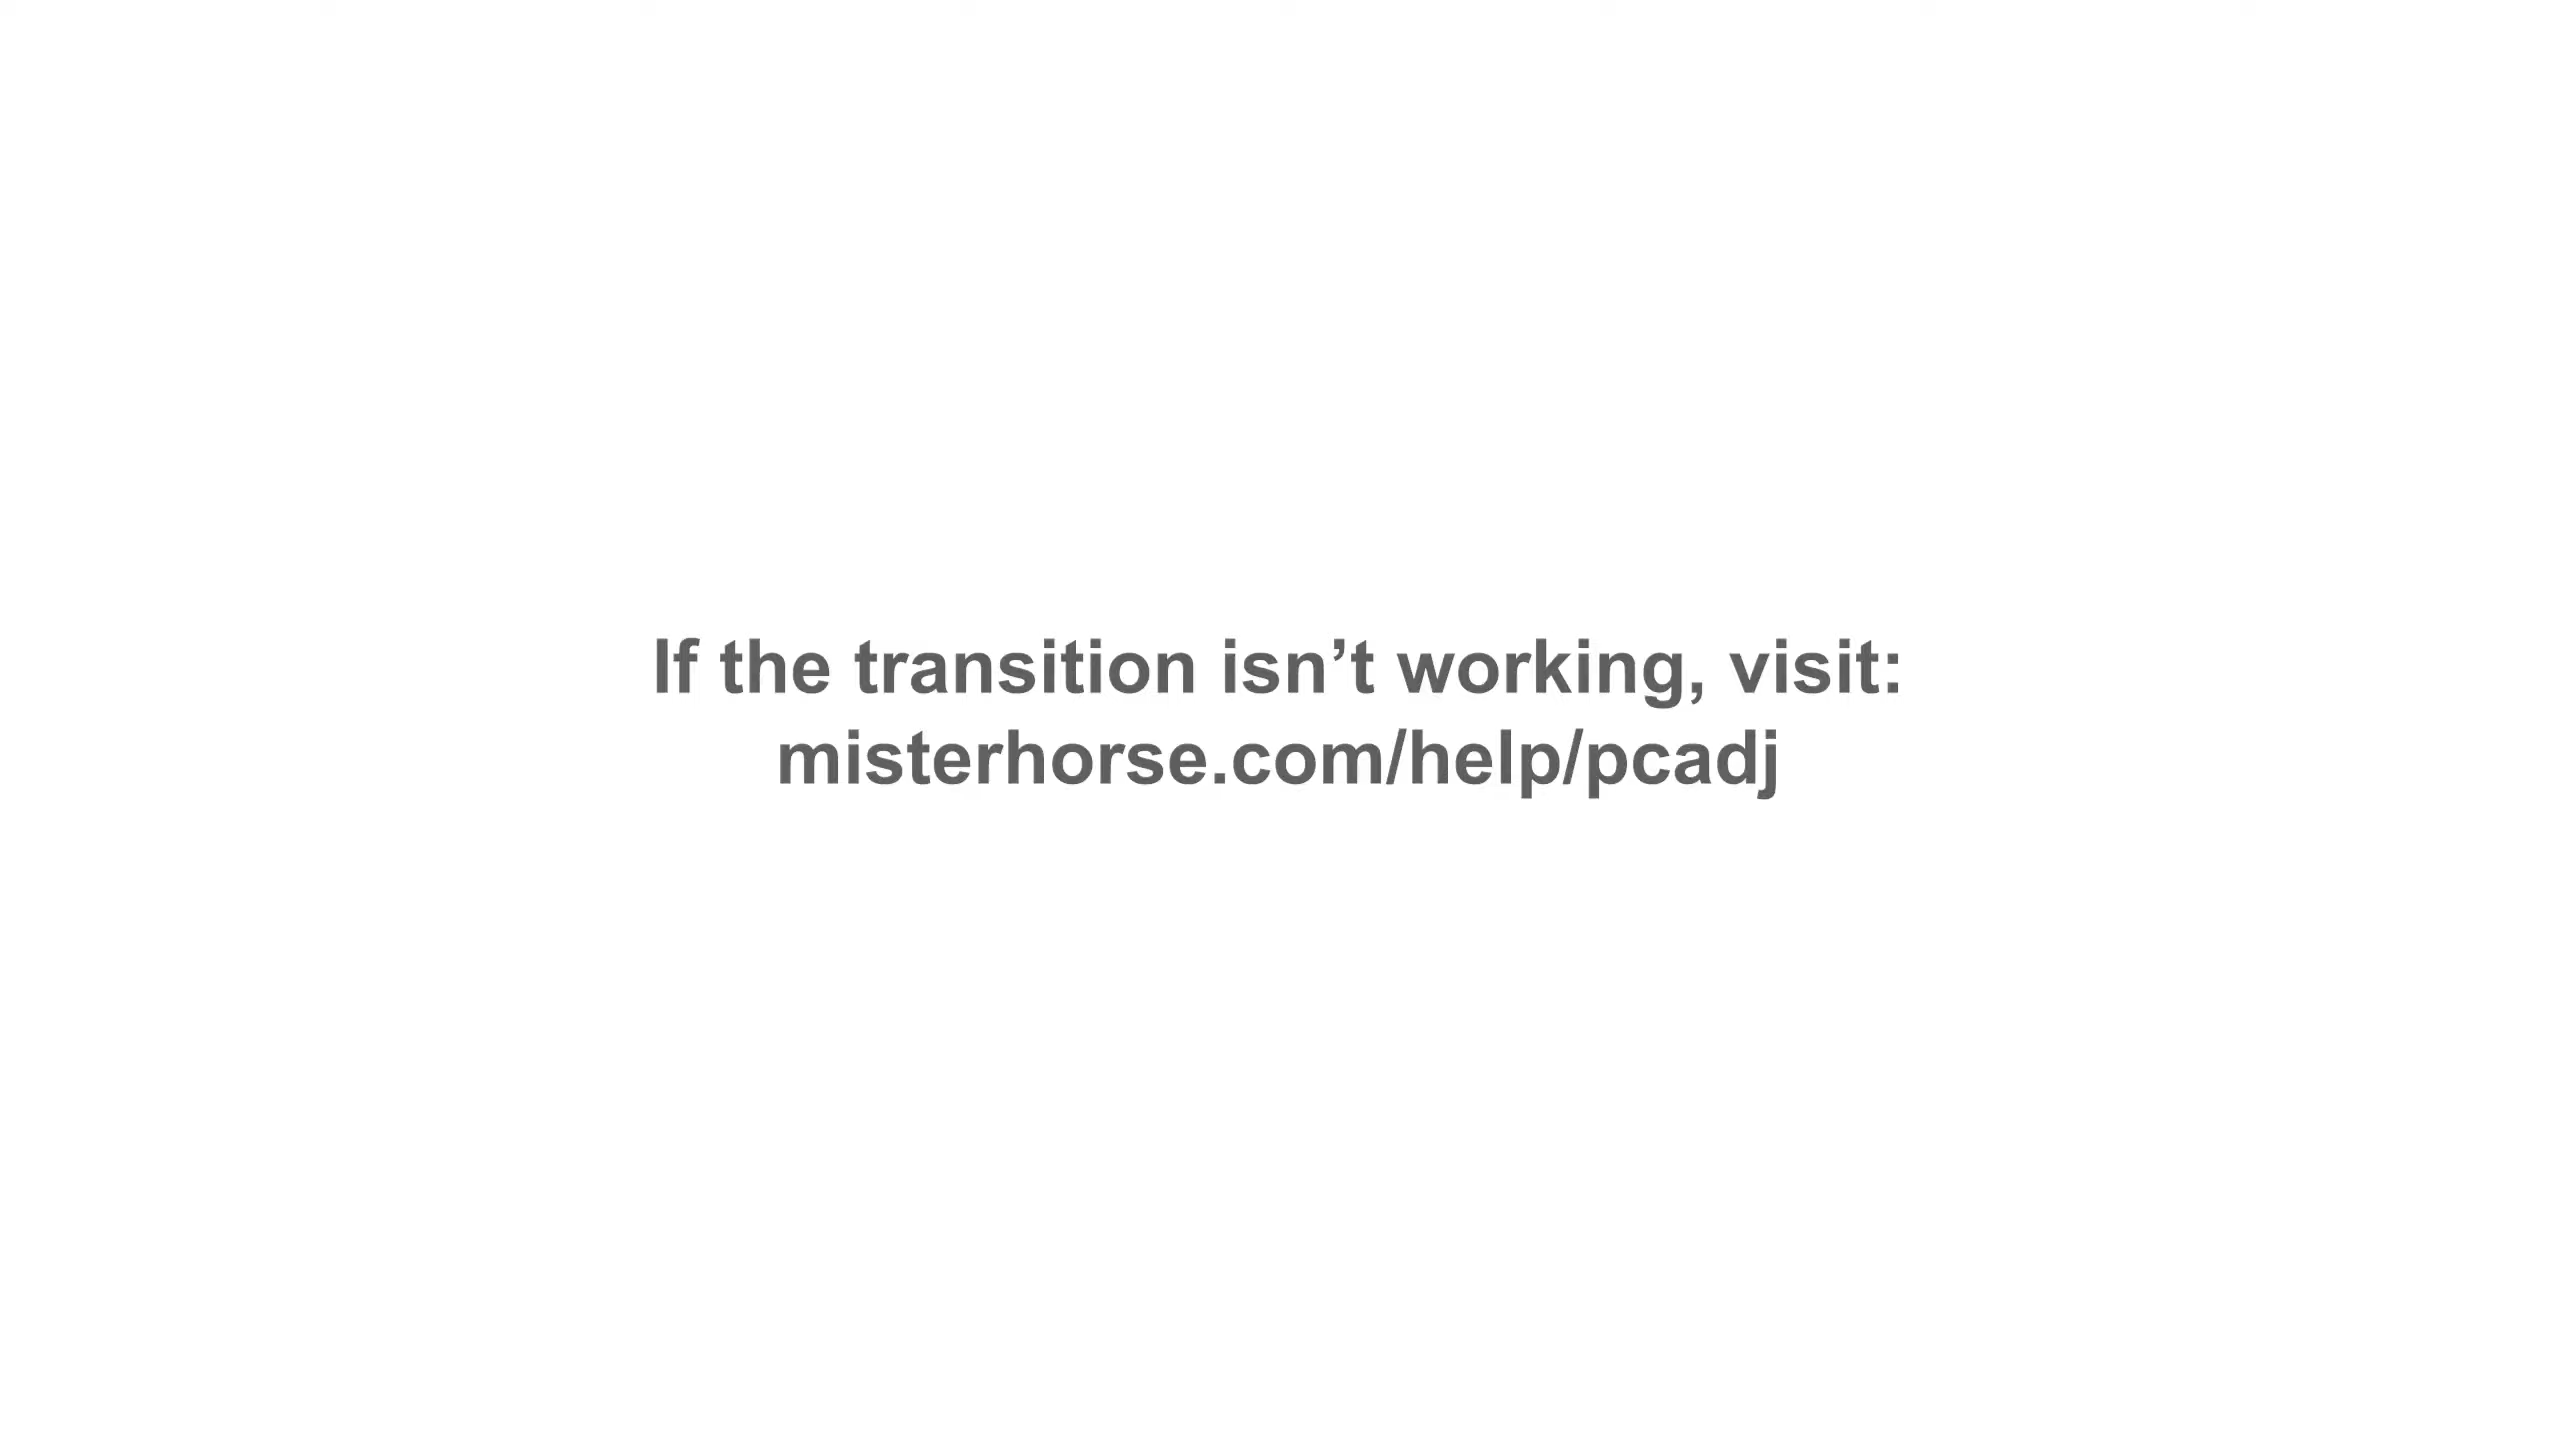 If the transition isn’t working, visit:
misterhorse.com/help/pcadj